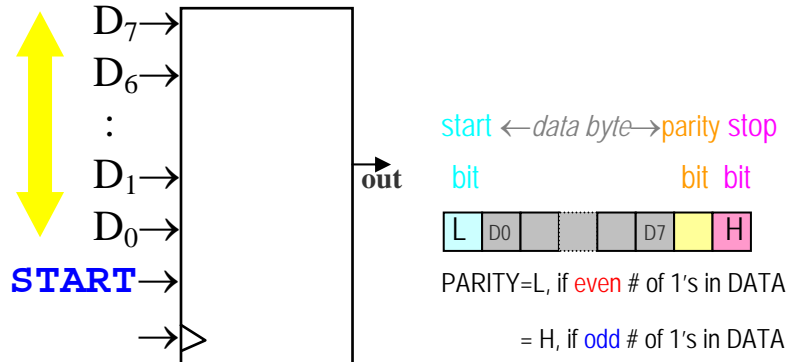 D7→
D6→
:
D1→
D0→
START→
→
out
start ←data byte→parity stop
bit bit bit
L D0 D7 H
PARITY=L, if even # of 1's in DATA
= H, if odd # of 1's in DATA